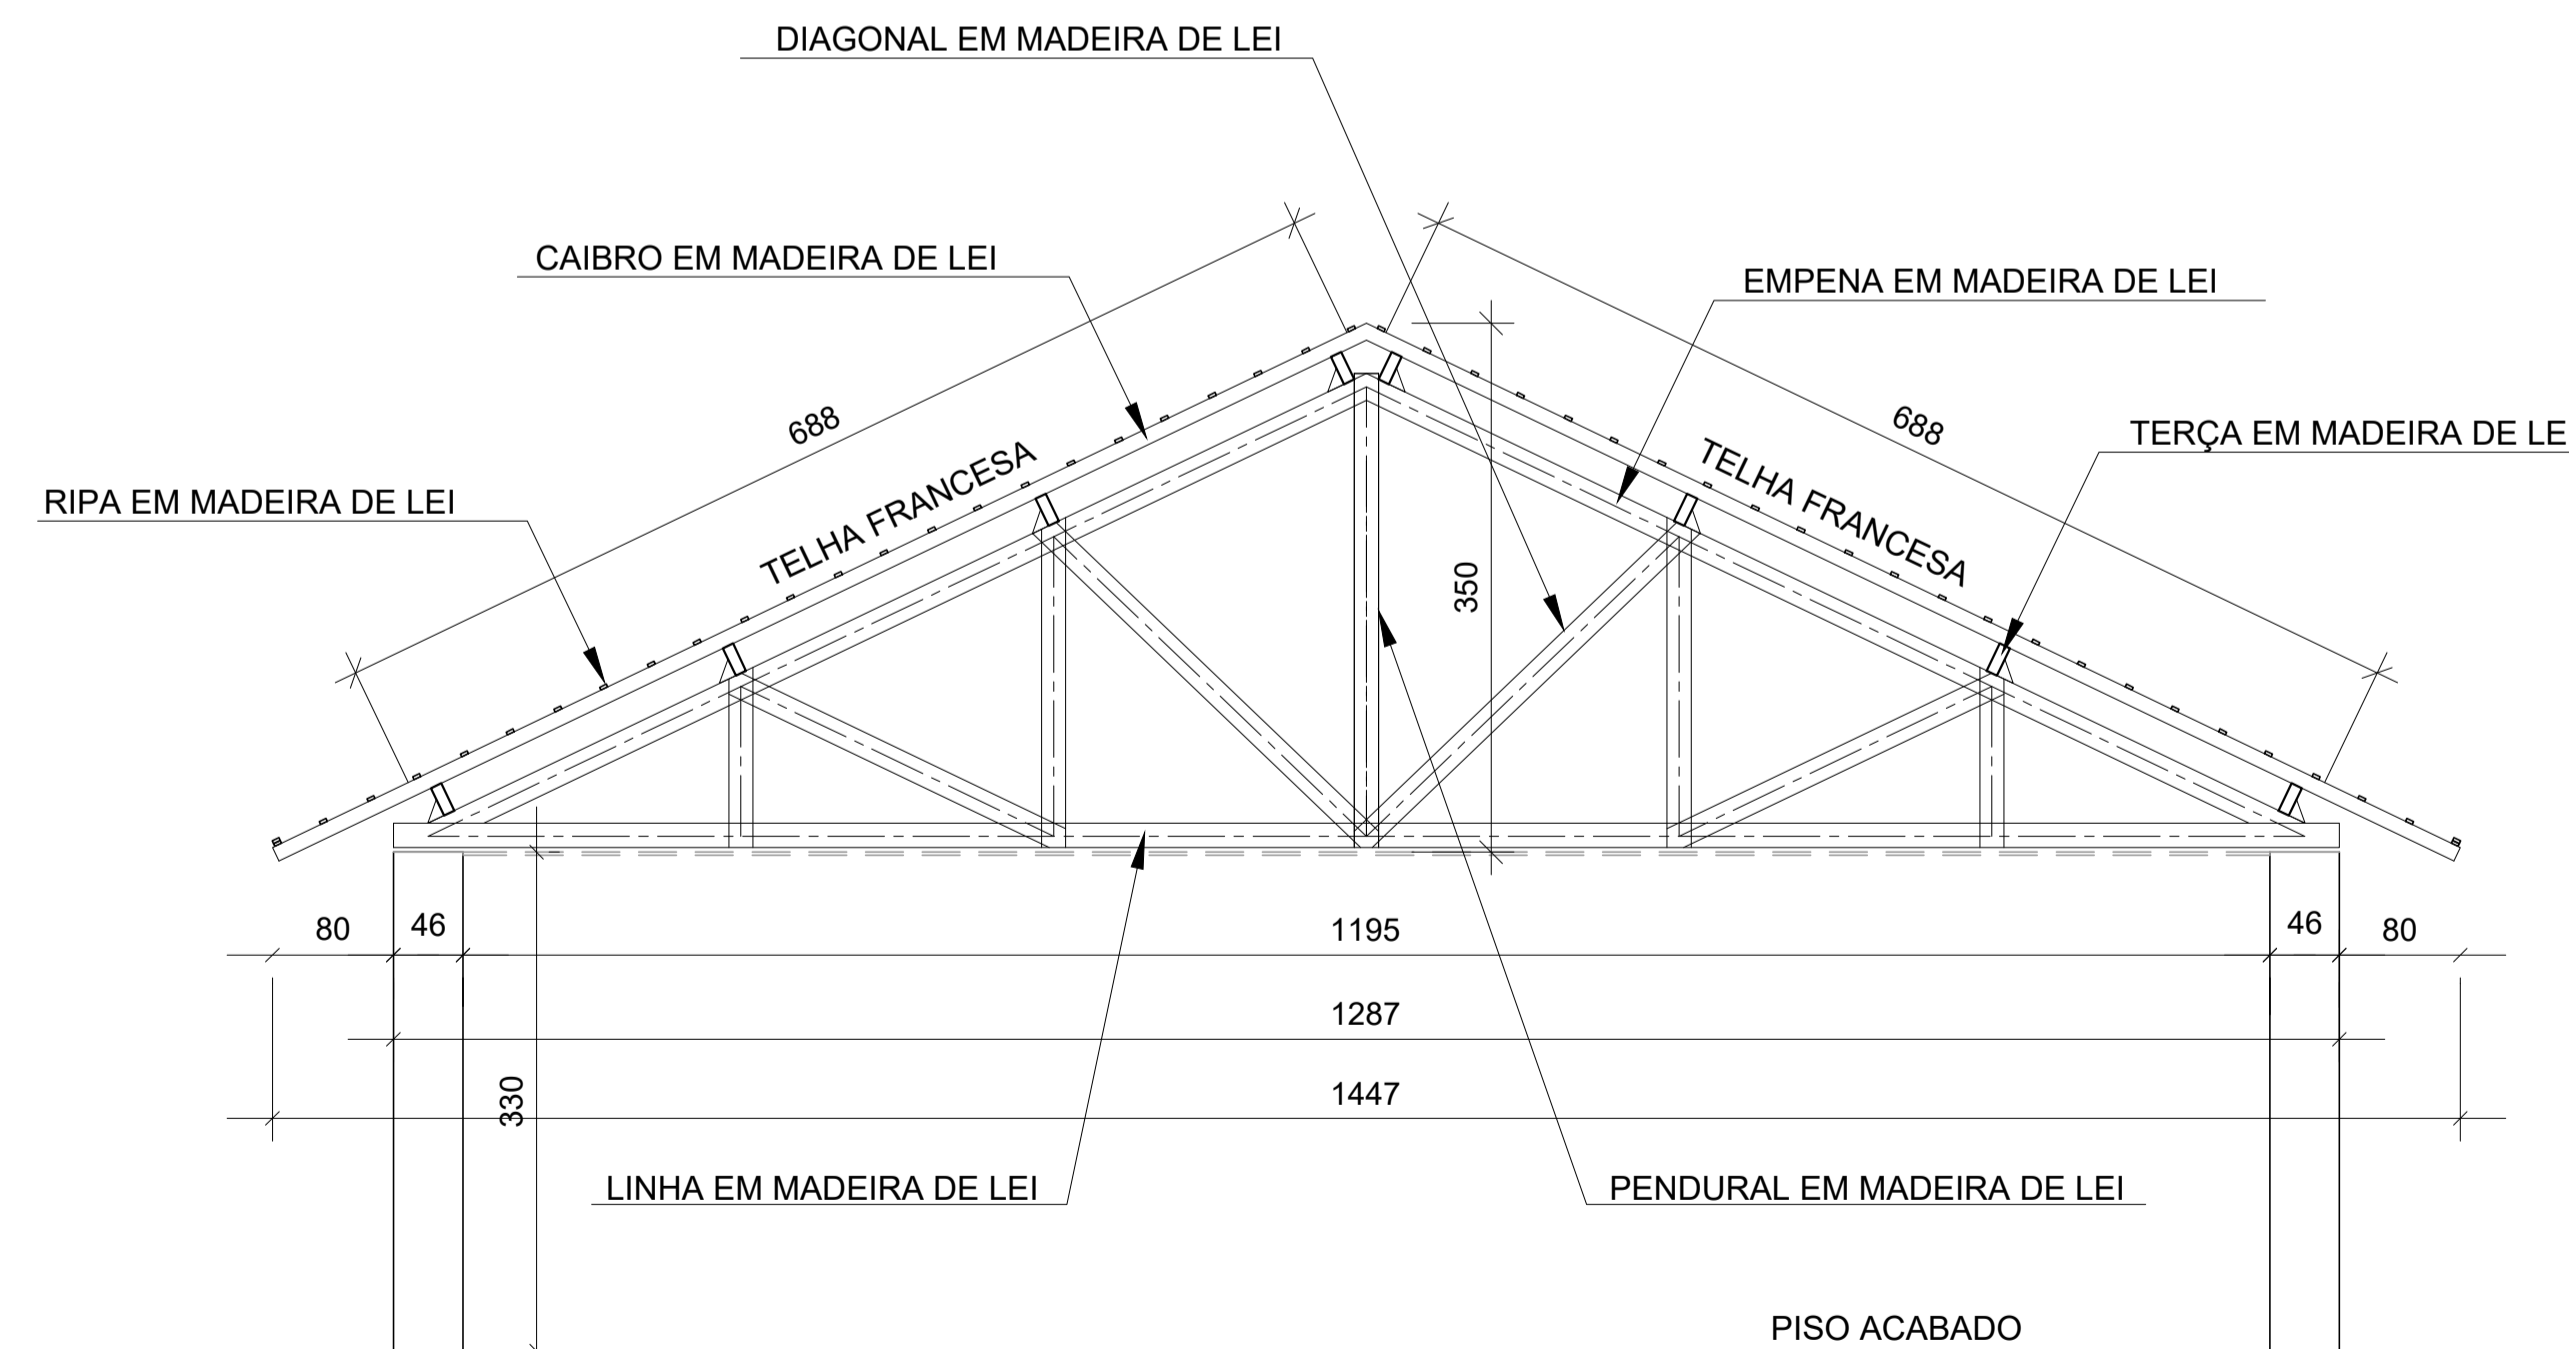 DIAGONAL EM MADEIRA DE LEI
CAIBRO EM MADEIRA DE LEI
EMPENA EM MADEIRA DE LEI
688
688
TERÇA EM MADEIRA DE LE
TELHA FRANCESA
TELHA FRANCESA
RIPA EM MADEIRA DE LEI
350
80
46
1195
46
80
1287
1447
330
LINHA EM MADEIRA DE LEI
PENDURAL EM MADEIRA DE LEI
PISO ACABADO